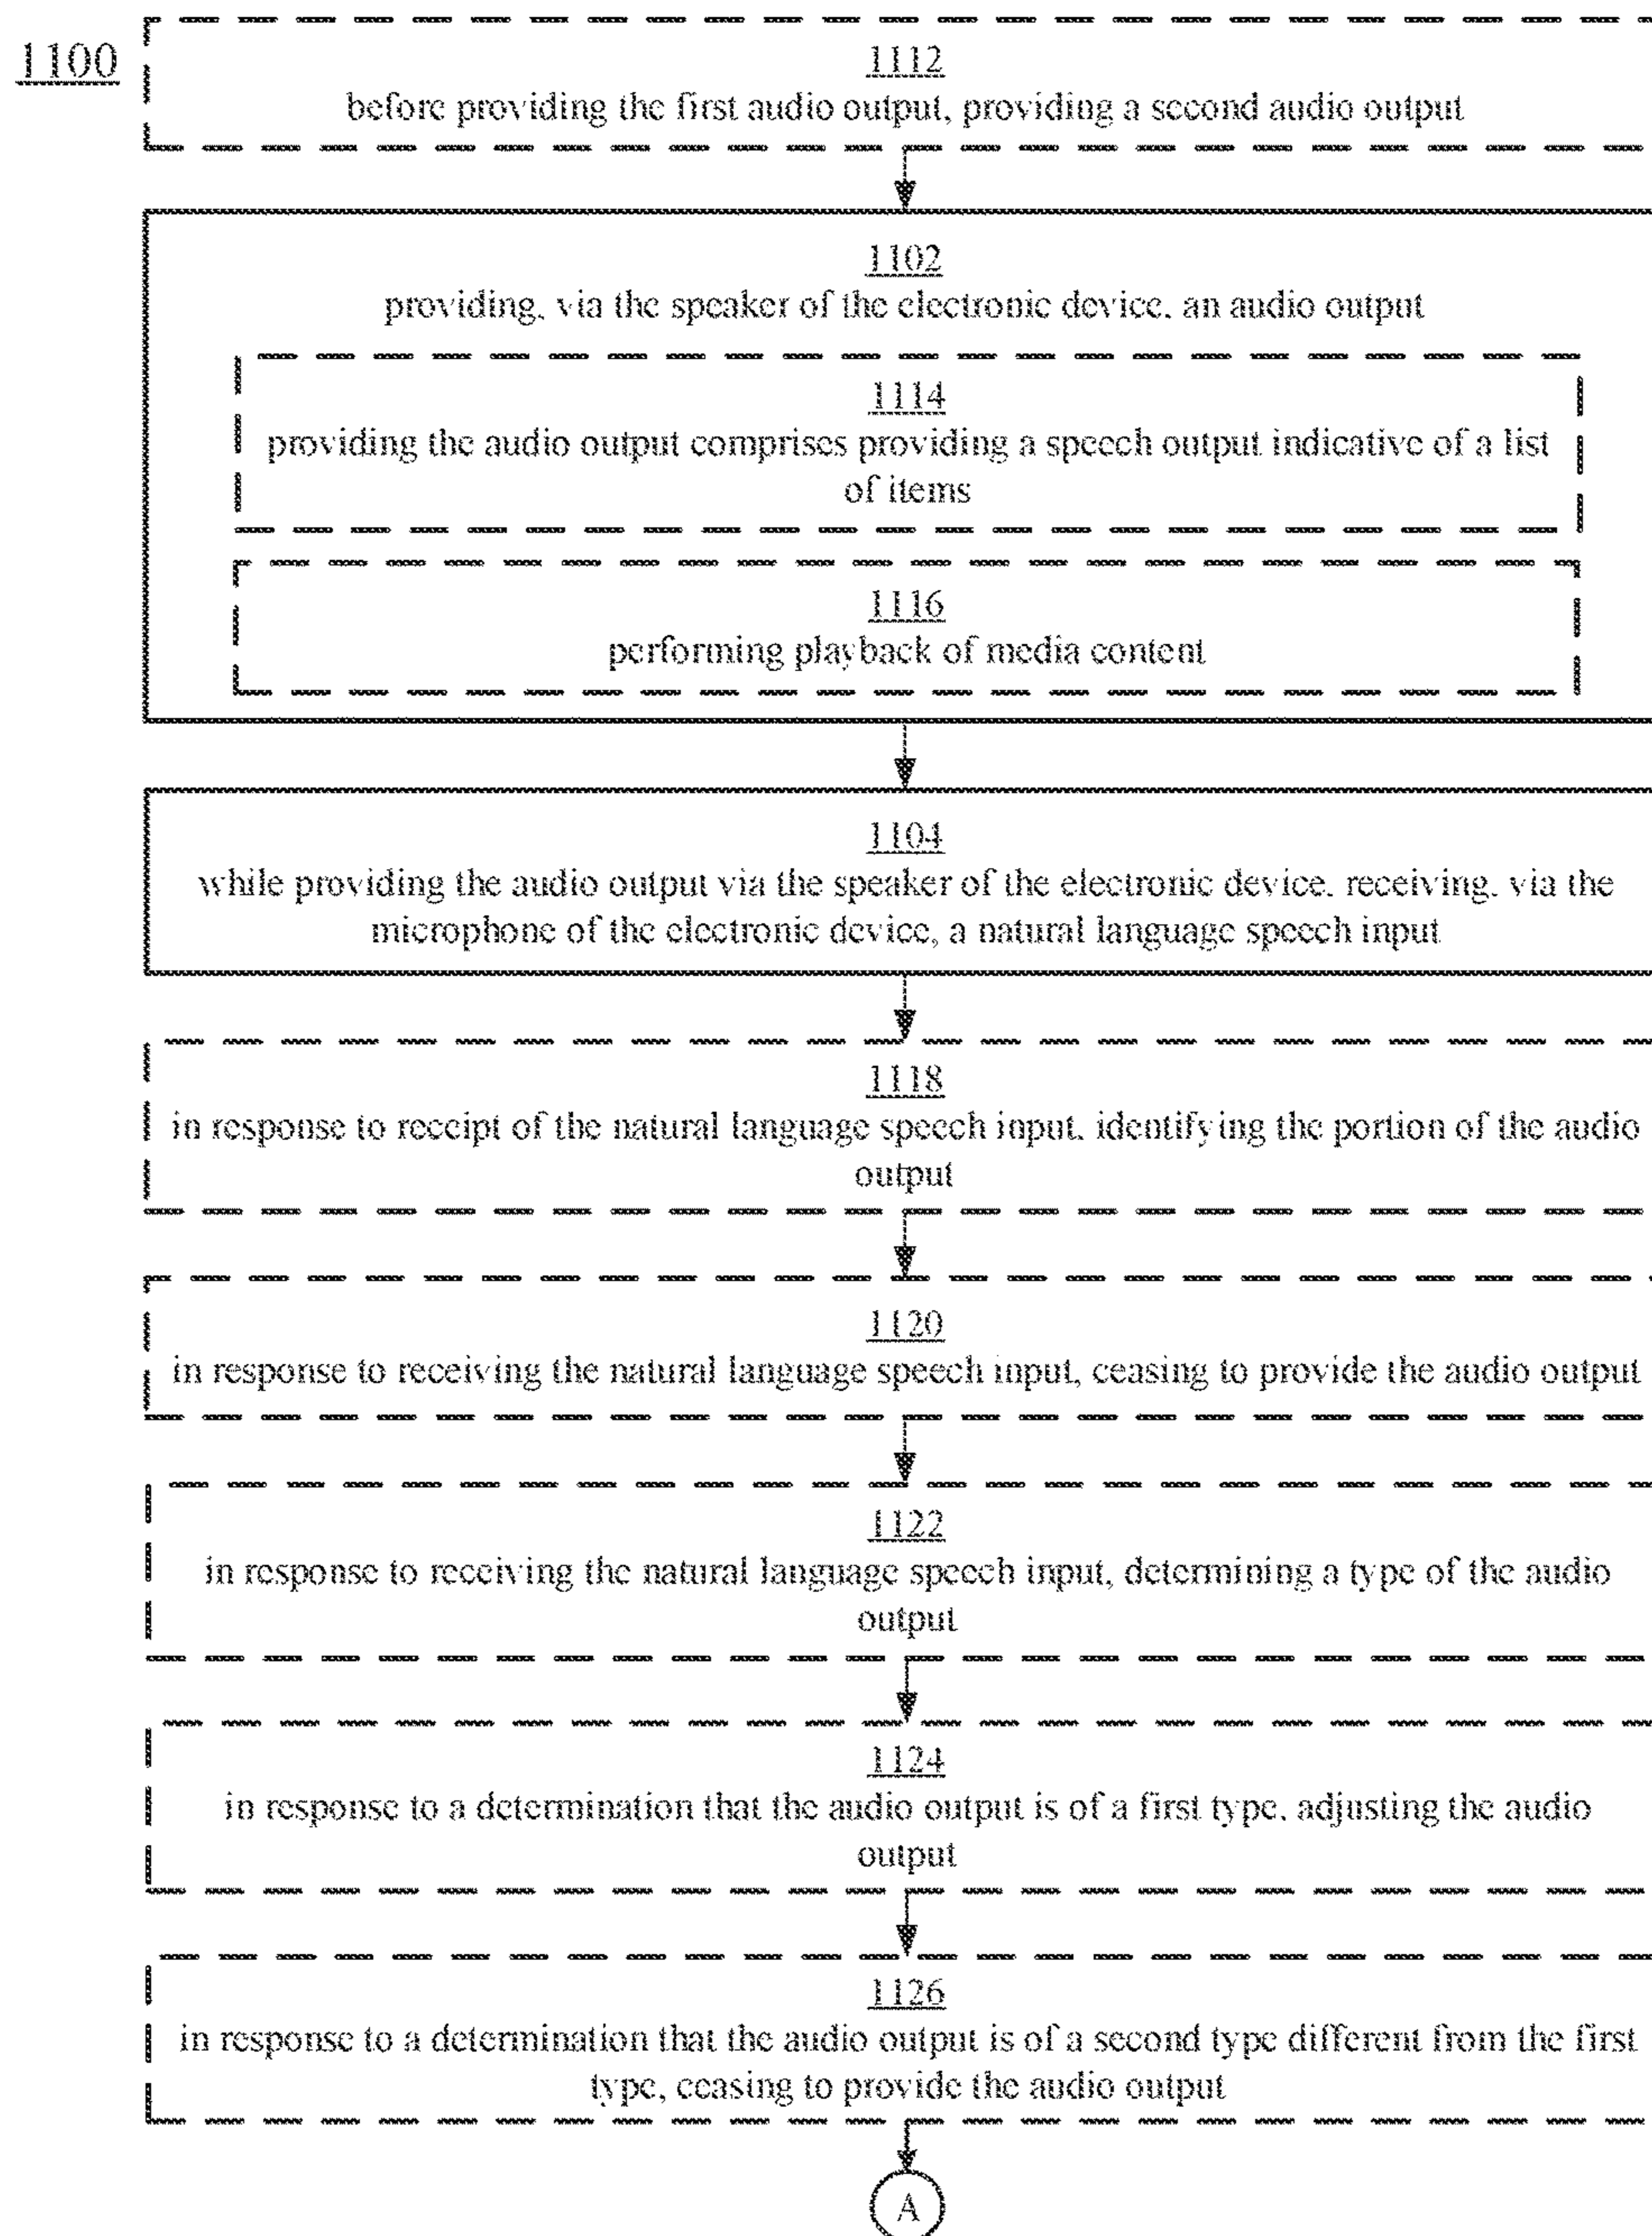 1100
1112
before providing the first audio output, providing a second audio output
1102
providing, via the speaker of the electronic device, an audio output
1114
providing the audio output comprises providing a speech output indicative of a list
of items
1116
performing playback of media content
1104
while providing the audio output via the speaker of the electronic device, receiving, via the
microphone of the electronic device, a natural language speech input
1118
in response to receipt of the natural language speech input, identifying the portion of the audio
output
1120
in response to receiving the natural language speech input, ceasing to provide the audio output
1122
in response to receiving the natural language speech input, determining a type of the audio
output
1124
in response to a determination that the audio output is of a first type, adjusting the audio
output
1126
in response to a determination that the audio output is of a second type different from the first
type, ceasing to provide the audio output
A